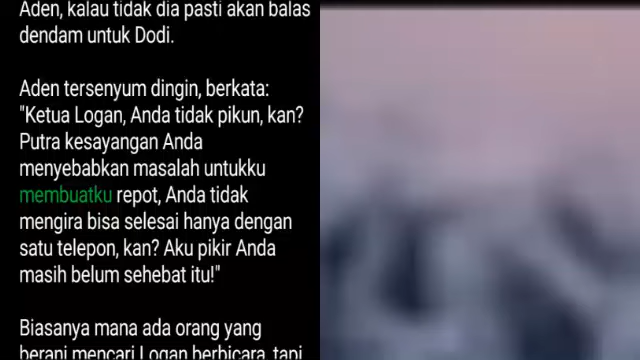 Aden, kalau tidak dia pasti akan balas
dendam untuk Dodi.
Aden tersenyum dingin, berkata:
"Ketua Logan, Anda tidak pikun, kan?
Putra kesayangan Anda
menyebabkan masalah untukku
membuatku repot, Anda tidak
mengira bisa selesai hanya dengan
satu telepon, kan? Aku pikir Anda
masih belum sehebat itu!"
Biasanya mana ada orang yang
berani mencari Logan berbicara, tapi